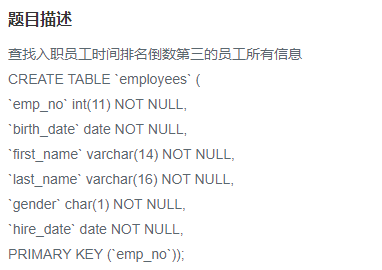 题目描述
查找入职员工时间排名倒数第三的员工所有信息
CREATE TABLE `employees` (
`emp_no` int(11) NOT NULL,
`birth_date` date NOT NULL,
`first_name` varchar(14) NOT NULL,
`last_name` varchar(16) NOT NULL,
`gender` char(1) NOT NULL,
`hire_date` date NOT NULL,
PRIMARY KEY (`emp_no`));